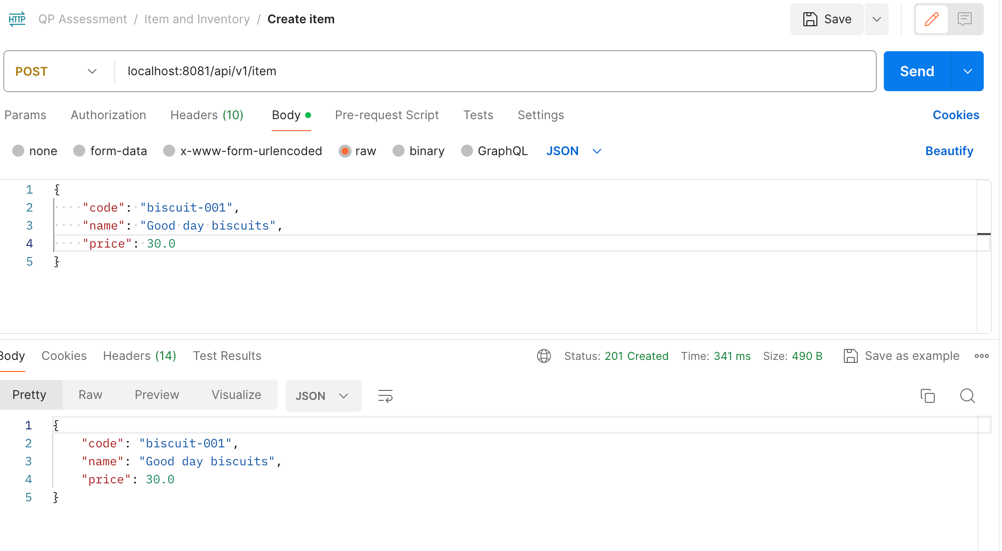 HTTP QP Assessment / Item and Inventory / Create item Save
POST localhost:8081/api/v1/item Send
Params Authorization Headers (10) Body Pre-request Script Tests Settings Cookies
none form-data x-www-form-urlencoded raw binary GraphQL JSON Beautify
1 {
2 "code": "biscuit-001",
3 "name": "Good day biscuits",
4 "price": 30.0
5 }
Body Cookies Headers (14) Test Results Status: 201 Created Time: 341 ms Size: 490 B Save as example
Pretty Raw Preview Visualize JSON
1 {
2 "code": "biscuit-001",
3 "name": "Good day biscuits",
4 "price": 30.0
5 }